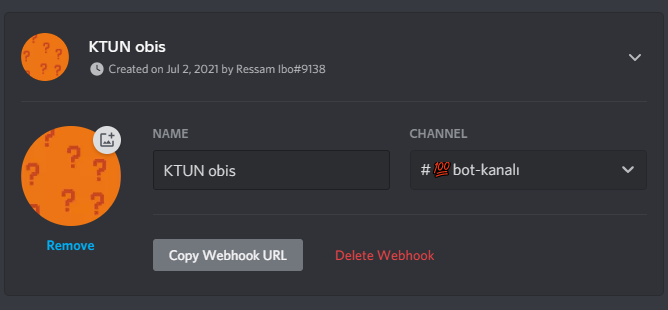 KTUN obis
Created on Jul 2, 2021 by Ressam Ibo#9138
NAME
CHANNEL
KTUN obis
#💯bot-kanalı
Remove
Copy Webhook URL
Delete Webhook